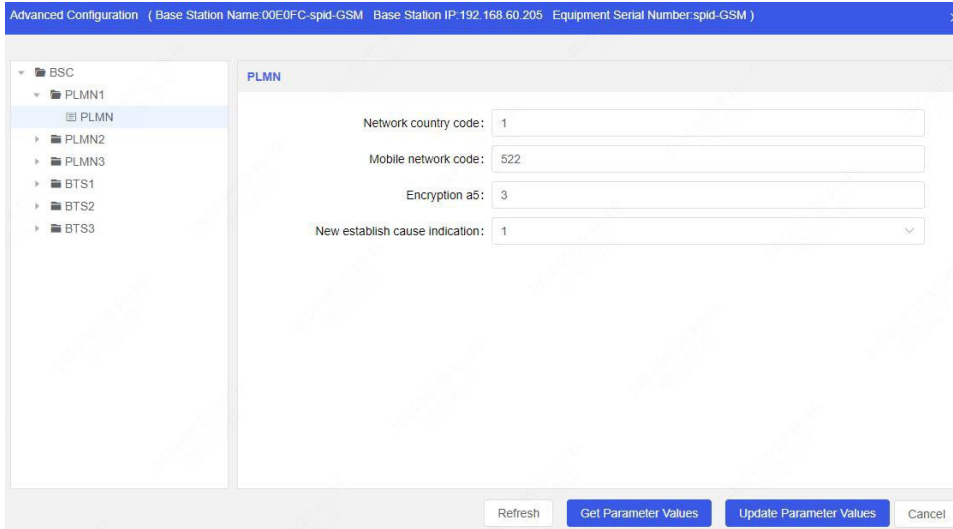 Advanced Configuration ( Base Station Name:00E0FC-spid-GSM Base Station IP:192.168.60.205 Equipment Serial Number:spid-GSM )
BSC
PLMN1
PLMN
PLMN2
PLMN3
BTS1
BTS2
BTS3
PLMN
Network country code: 1
Mobile network code: 522
Encryption a5: 3
New establish cause indication: 1
Refresh Get Parameter Values Update Parameter Values Cancel